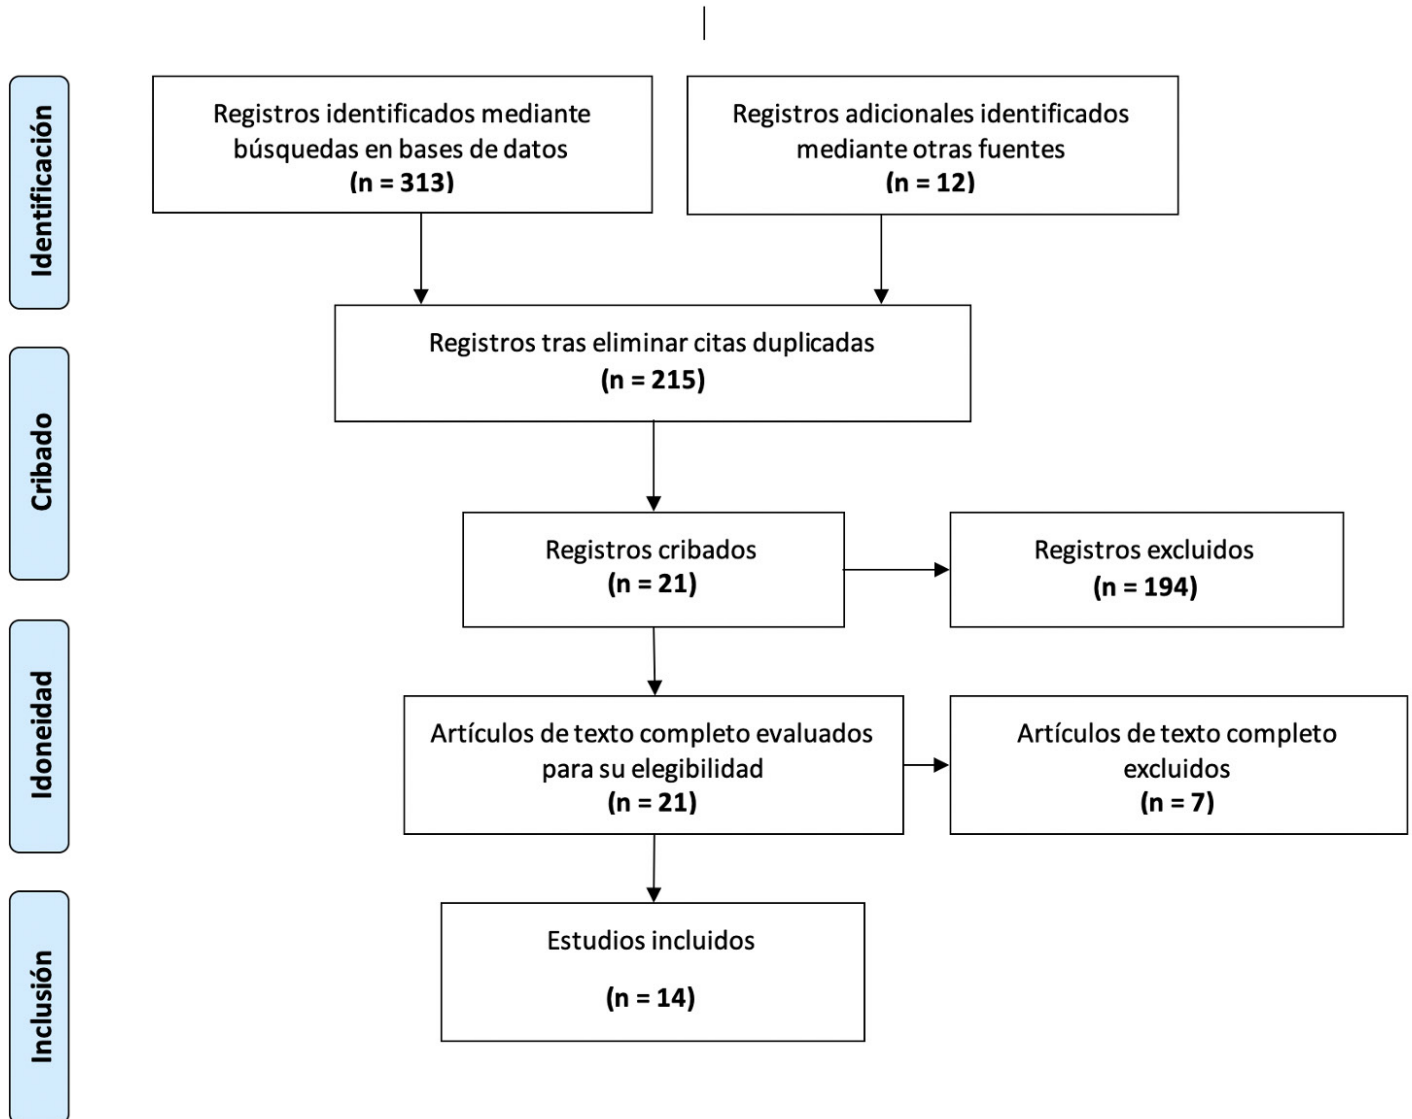 Identificación
Registros identificados mediante
búsquedas en bases de datos
(n = 313)
Registros adicionales identificados
mediante otras fuentes
(n = 12)
Registros tras eliminar citas duplicadas
(n = 215)
Cribado
Registros cribados
(n = 21)
Registros excluidos
(n = 194)
Idoneidad
Artículos de texto completo evaluados
para su elegibilidad
(n = 21)
Artículos de texto completo
excluidos
(n = 7)
Inclusión
Estudios incluidos
(n = 14)